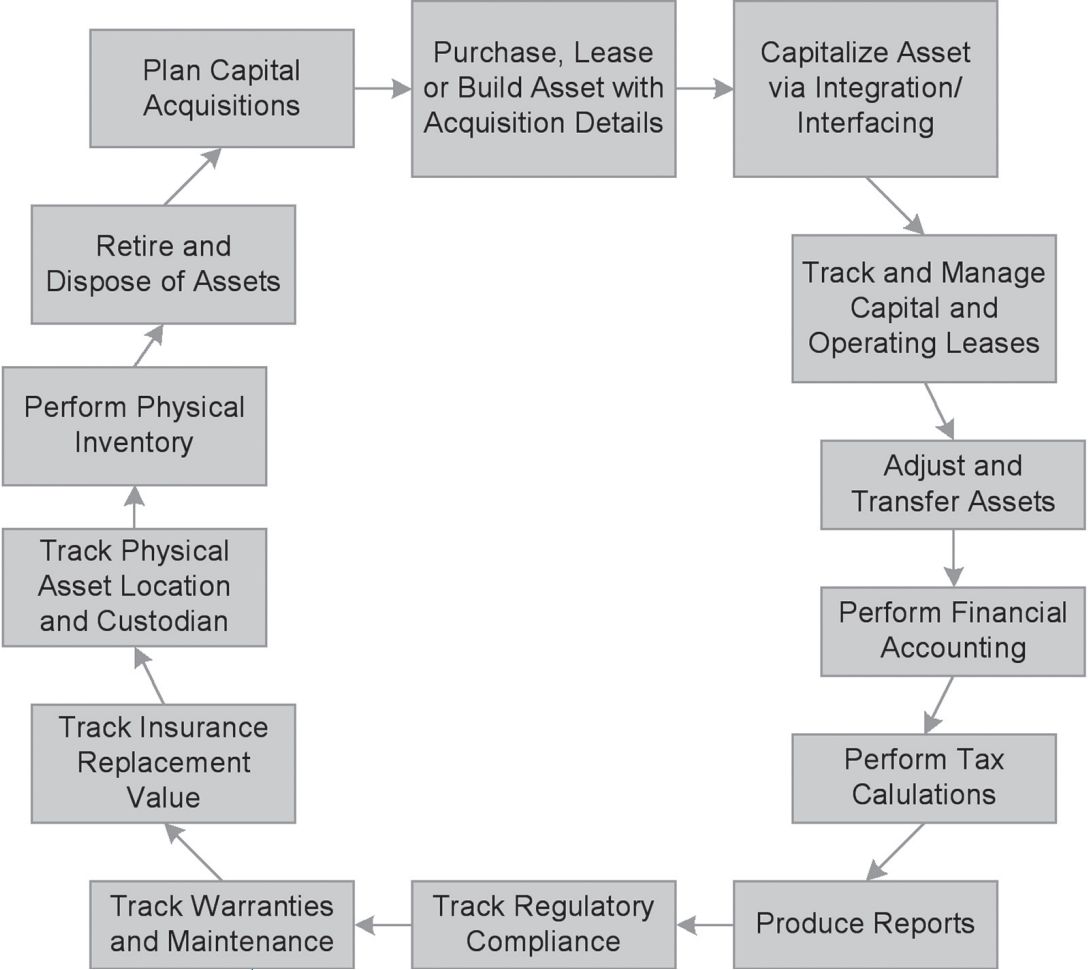 Plan Capital
Acquisitions
Purchase, Lease
or Build Asset with
Acquisition Details
Capitalize Asset
via Integration/
Interfacing
Track and Manage
Capital and
Operating Leases
Adjust and
Transfer Assets
Perform Financial
Accounting
Perform Tax
Calulations
Produce Reports
Track Regulatory
Compliance
Track Warranties
and Maintenance
Track Insurance
Replacement
Value
Track Physical
Asset Location
and Custodian
Perform Physical
Inventory
Retire and
Dispose of Assets